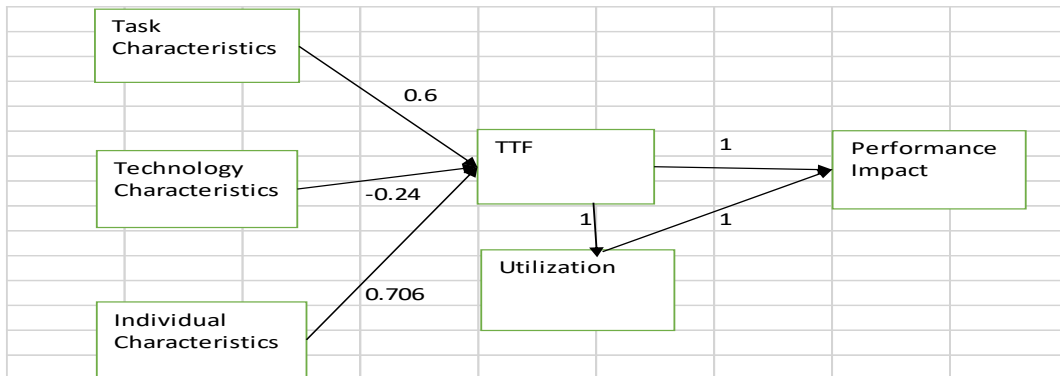 Task
Characteristics
0.6
TTF
1
Performance
Impact
Technology
Characteristics
-0.24
1
1
Utilization
0.706
Individual
Characteristics